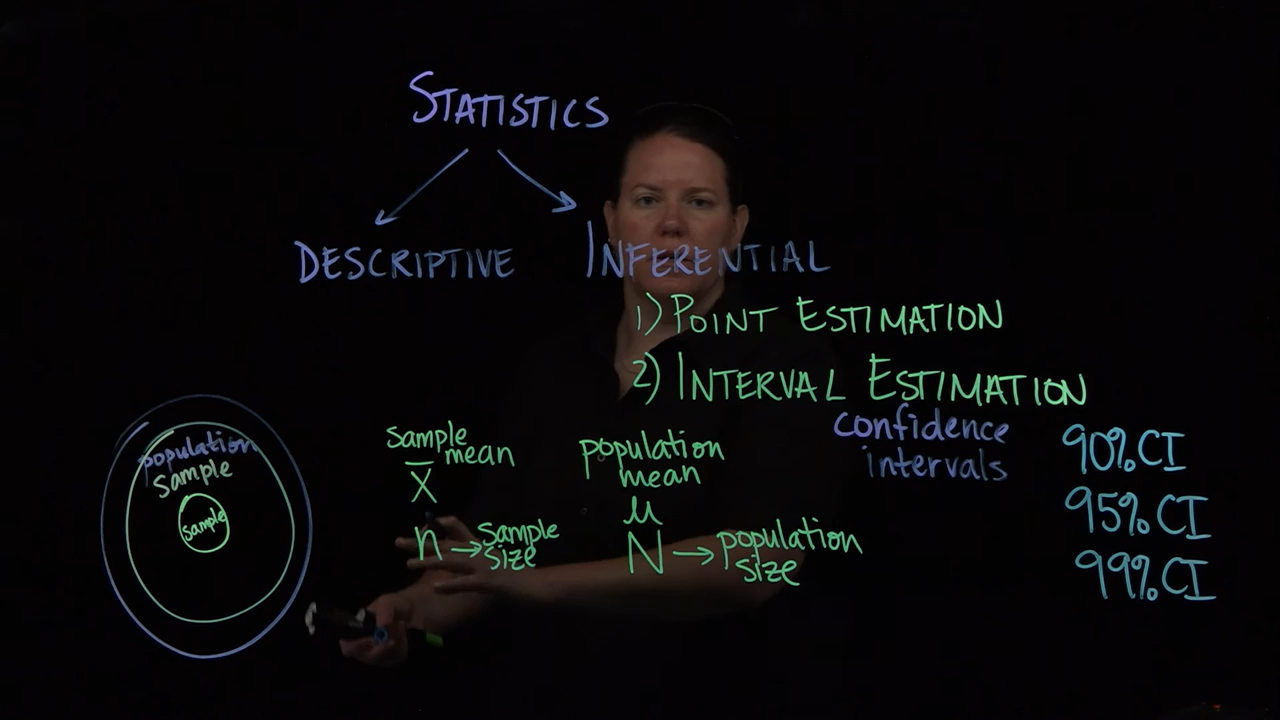 STATISTICS
DESCRIPTIVE INFERENTIAL
1) POINT ESTIMATION
2) INTERVAL ESTIMATION
confidence
intervals
90% CI
95% CI
99% CI
population
sample
sample
sample
mean
x̄
n → sample
size
population
mean
μ
N → population
size